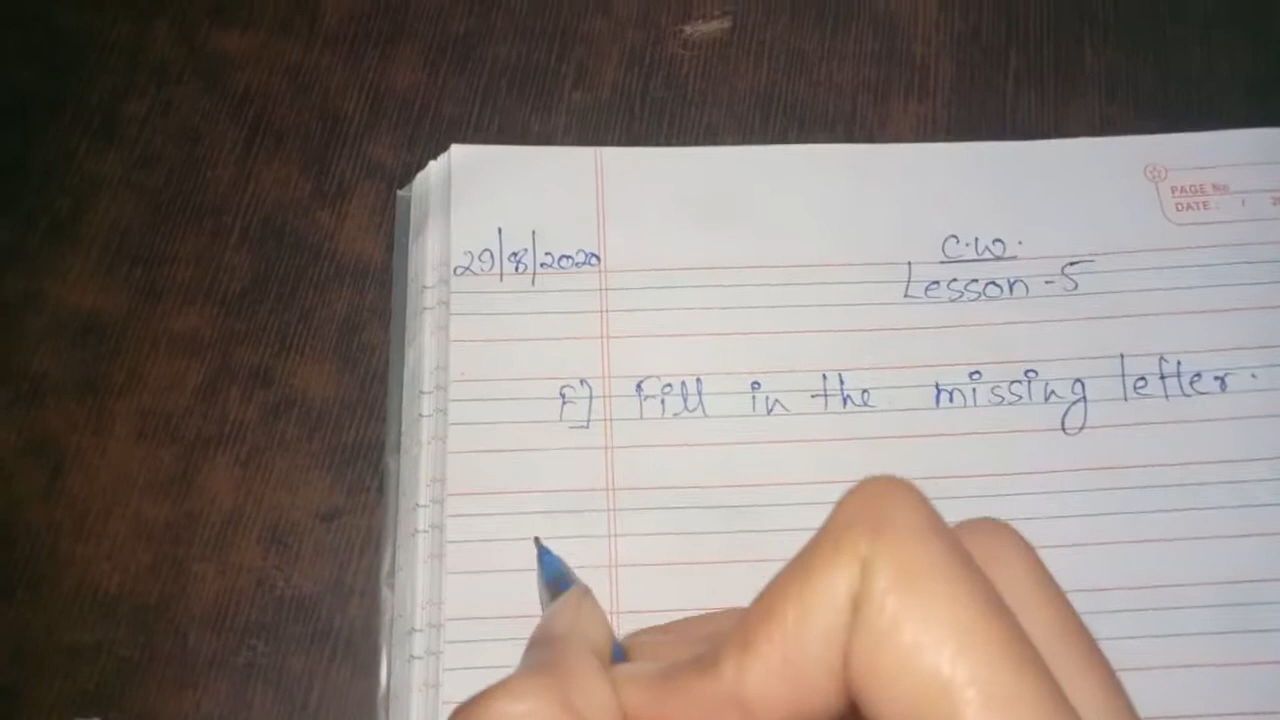 PAGE No
DATE: /
C.W.
29/8/2020
Lesson-5
F] Fill in the missing letter.